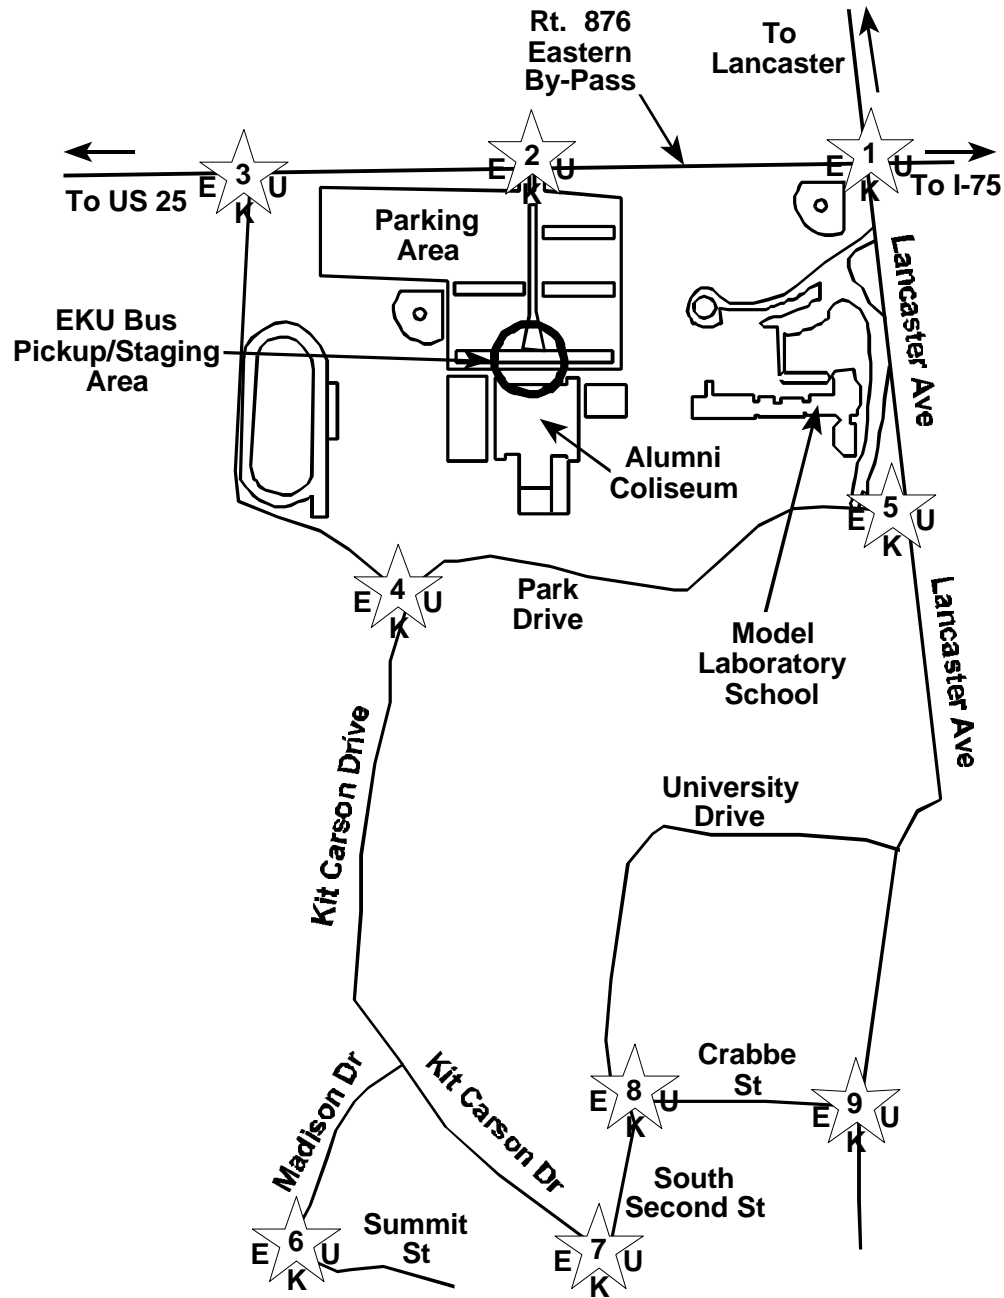 Rt. 876
Eastern
By-Pass
To
Lancaster
3
E U
K
2
E U
K
1
E U
K
To US 25
To I-75
Parking
Area
Lancaster Ave
EKU Bus
Pickup/Staging
Area
Alumni
Coliseum
5
E U
K
4
E U
K
Park
Drive
Model
Laboratory
School
Lancaster Ave
Kit Carson Drive
University
Drive
Madison Dr
Kit Carson Dr
Crabbe
St
8
E U
K
9
E U
K
South
Second St
Summit
St
6
E U
K
7
E U
K